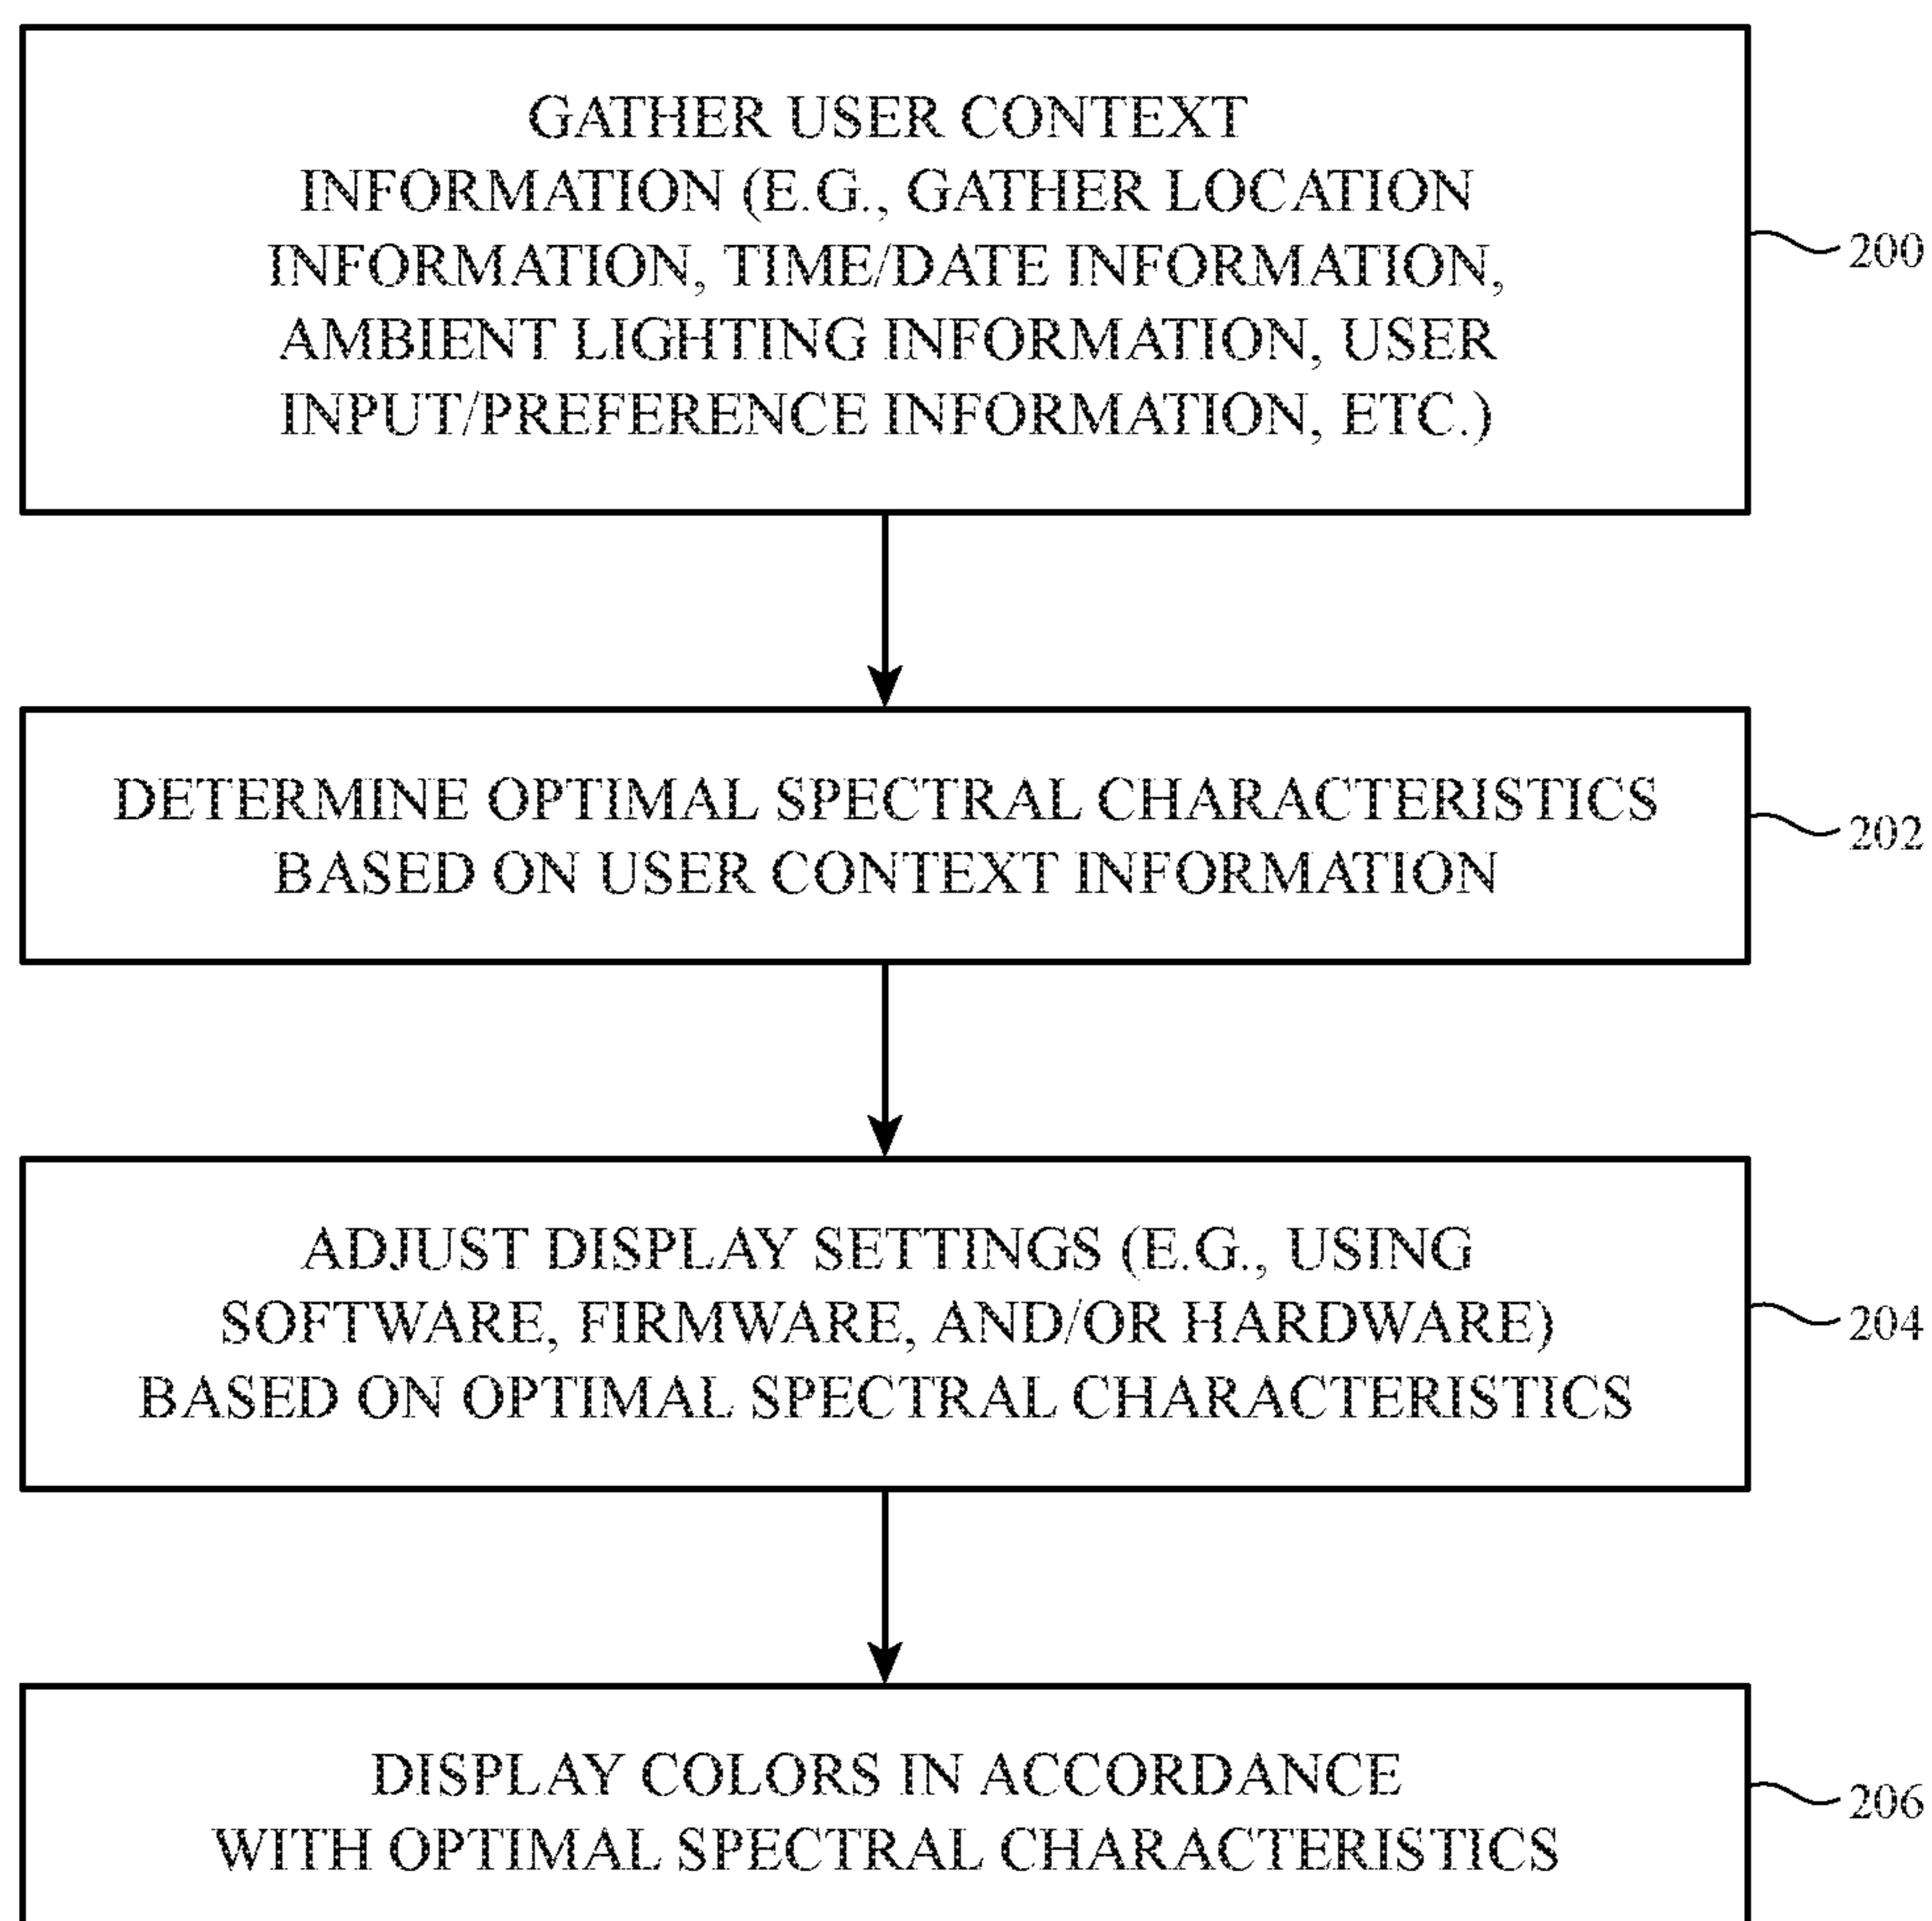 GATHER USER CONTEXT
INFORMATION (E.G., GATHER LOCATION
INFORMATION, TIME/DATE INFORMATION,
AMBIENT LIGHTING INFORMATION, USER
INPUT/PREFERENCE INFORMATION, ETC.)
200
DETERMINE OPTIMAL SPECTRAL CHARACTERISTICS
BASED ON USER CONTEXT INFORMATION
202
ADJUST DISPLAY SETTINGS (E.G., USING
SOFTWARE, FIRMWARE, AND/OR HARDWARE)
BASED ON OPTIMAL SPECTRAL CHARACTERISTICS
204
DISPLAY COLORS IN ACCORDANCE
WITH OPTIMAL SPECTRAL CHARACTERISTICS
206